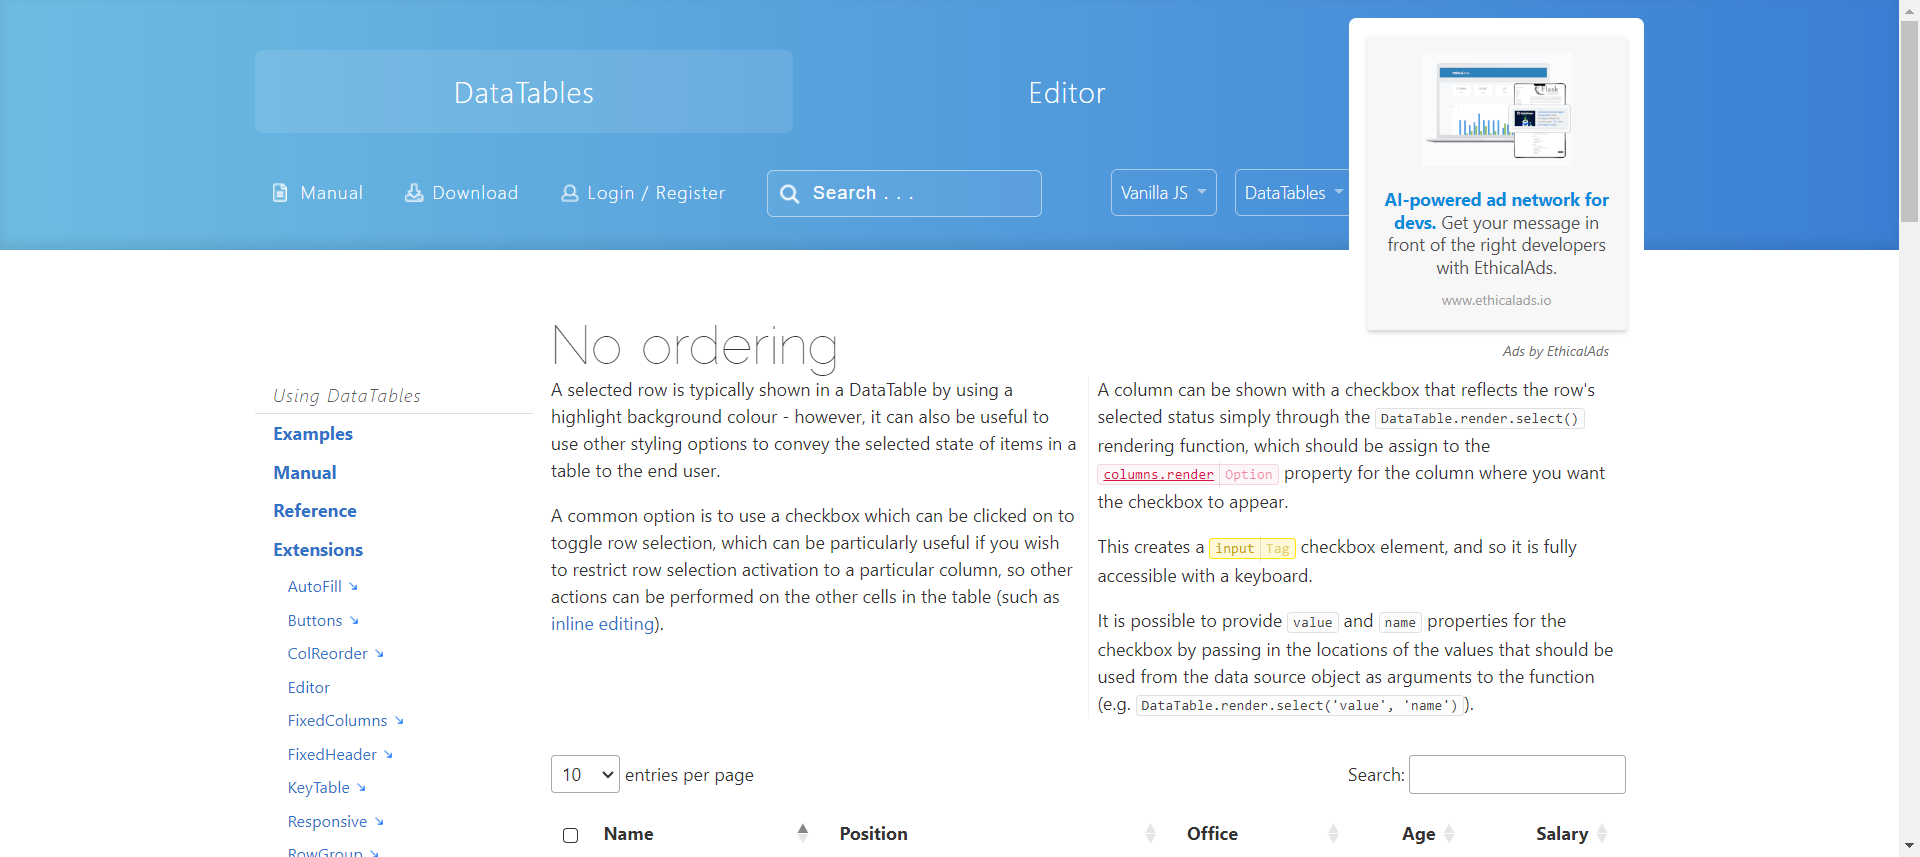 DataTables
Editor
Manual
Download
Login / Register
Search . . .
Vanilla JS
DataTables
AI-powered ad network for
devs. Get your message in
front of the right developers
with EthicalAds.
www.ethicalads.io
Ads by EthicalAds
No ordering
Using DataTables
Examples
Manual
Reference
Extensions
AutoFill ↘
Buttons ↘
ColReorder ↘
Editor
FixedColumns ↘
FixedHeader ↘
KeyTable ↘
Responsive ↘
RowGroup ↘
A selected row is typically shown in a DataTable by using a
highlight background colour - however, it can also be useful to
use other styling options to convey the selected state of items in a
table to the end user.
A common option is to use a checkbox which can be clicked on to
toggle row selection, which can be particularly useful if you wish
to restrict row selection activation to a particular column, so other
actions can be performed on the other cells in the table (such as
inline editing).
A column can be shown with a checkbox that reflects the row's
selected status simply through the DataTable.render.select()
rendering function, which should be assign to the
columns.render Option property for the column where you want
the checkbox to appear.
This creates a input Tag checkbox element, and so it is fully
accessible with a keyboard.
It is possible to provide value and name properties for the
checkbox by passing in the locations of the values that should be
used from the data source object as arguments to the function
(e.g. DataTable.render.select('value', 'name') ).
10 entries per page
Search:
Name Position Office Age Salary